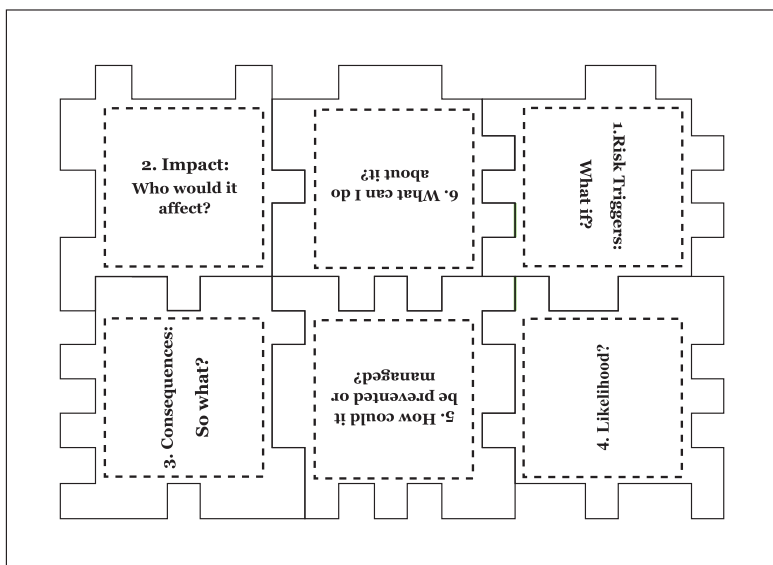 2. Impact:
Who would it
affect?
6. What can I do
about it?
1.Risk Triggers:
What if?
3. Consequences:
So what?
5. How could it
be prevented or
managed?
4. Likelihood?